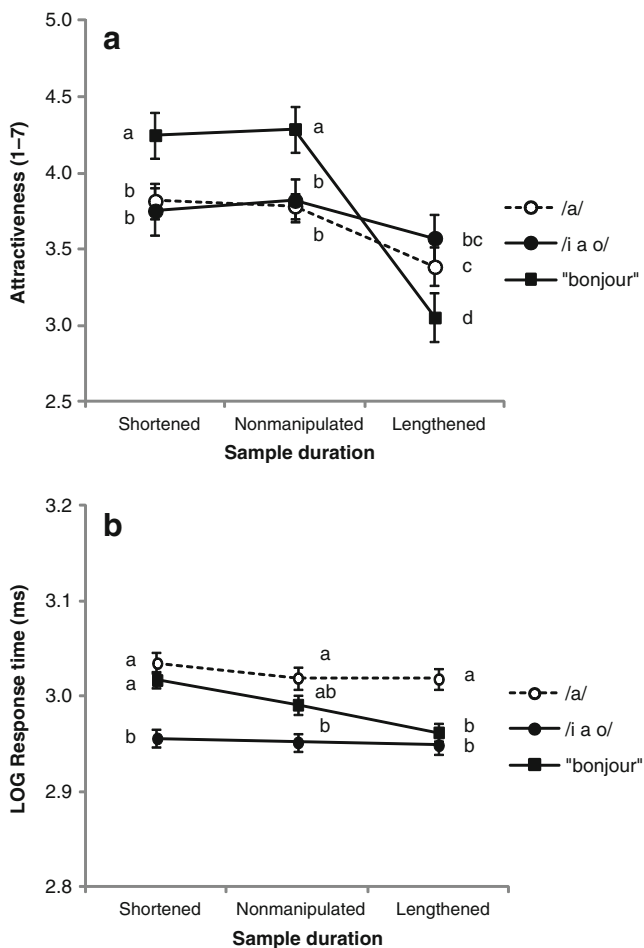 a
5.0
4.5
4.0
3.5
3.0
2.5
Attractiveness (1–7)
a
a
b
b
b
b
bc
c
d
Shortened Nonmanipulated Lengthened
Sample duration
/a/
/i a o/
"bonjour"
b
3.2
3.1
3.0
2.9
2.8
LOG Response time (ms)
a
a
a
a
ab
b
b
b
b
Shortened Nonmanipulated Lengthened
Sample duration
/a/
/i a o/
"bonjour"